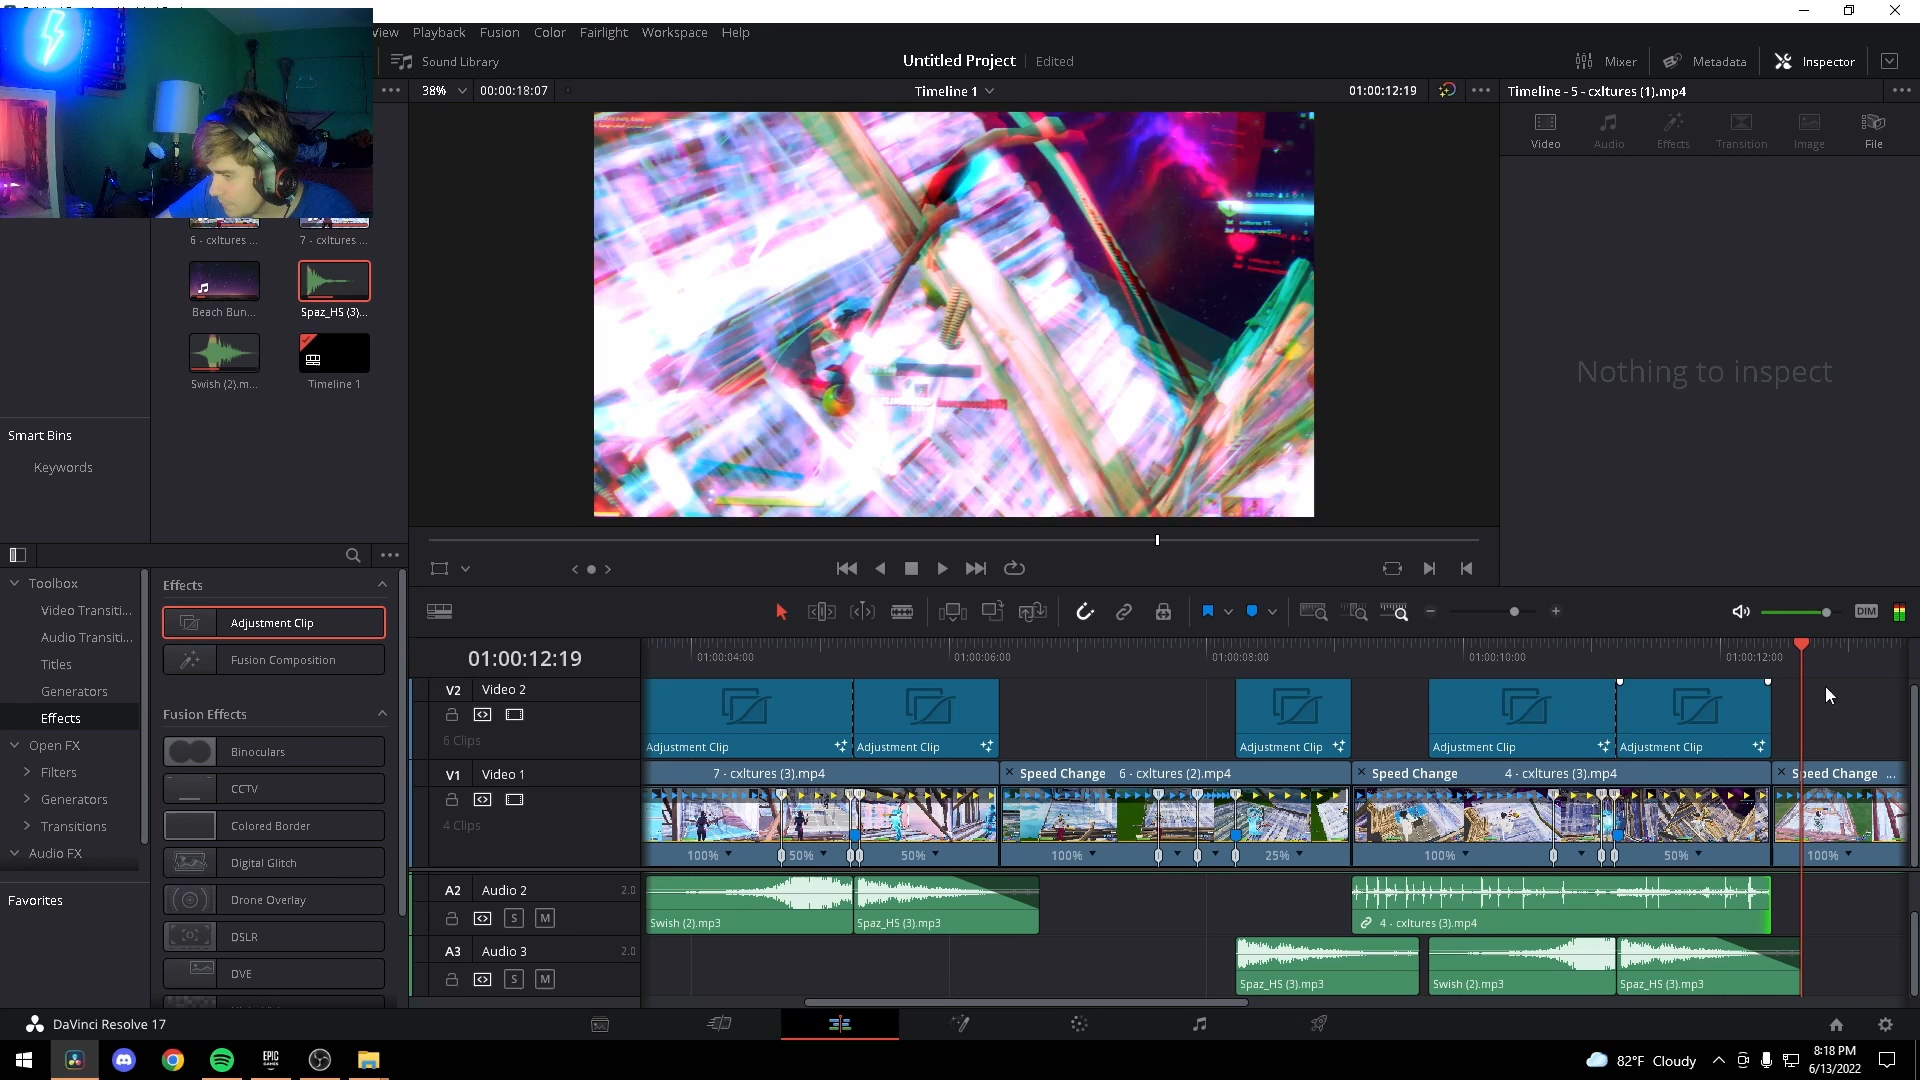 View Playback Fusion Color Fairlight Workspace Help
Sound Library
Untitled Project Edited
Mixer Metadata Inspector
38% 00:00:18:07 Timeline 1 01:00:12:19
Timeline - 5 - cxltures (1).mp4
Video Audio Effects Transition Image File
Nothing to inspect
6 - cxltures ... 7 - cxltures ...
Beach Bun... Spaz_HS (3)...
Swish (2).m... Timeline 1
Smart Bins
Keywords
Toolbox
Video Transiti...
Audio Transiti...
Titles
Generators
Effects
Open FX
Filters
Generators
Transitions
Audio FX
Favorites
Effects
Adjustment Clip
Fusion Composition
Fusion Effects
Binoculars
CCTV
Colored Border
Digital Glitch
Drone Overlay
DSLR
DVE
DIM
01:00:12:19
01:00:04:00 01:00:06:00 01:00:08:00 01:00:10:00 01:00:12:00
V2 Video 2
6 Clips
Adjustment Clip Adjustment Clip Adjustment Clip Adjustment Clip Adjustment Clip
V1 Video 1
4 Clips
7 - cxltures (3).mp4 Speed Change 6 - cxltures (2).mp4 Speed Change 4 - cxltures (3).mp4 Speed Change ...
100% 50% 50% 100% 25% 100% 50% 100%
A2 Audio 2 2.0
S M
Swish (2).mp3 Spaz_HS (3).mp3 4 - cxltures (3).mp4
A3 Audio 3 2.0
S M
Spaz_HS (3).mp3 Swish (2).mp3 Spaz_HS (3).mp3
DaVinci Resolve 17
EPIC
GAMES
82°F Cloudy
8:18 PM
6/13/2022